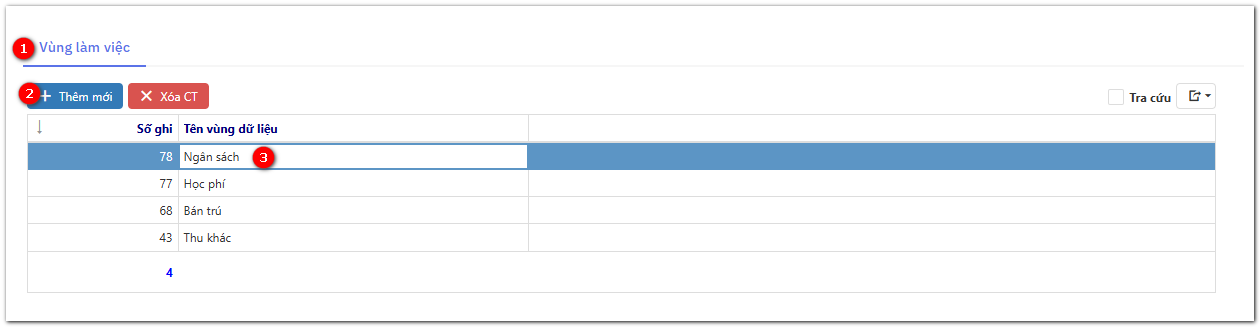 1 Vùng làm việc
2 Thêm mới Xóa CT Tra cứu
Số ghi Tên vùng dữ liệu
78 Ngân sách 3
77 Học phí
68 Bán trú
43 Thu khác
4